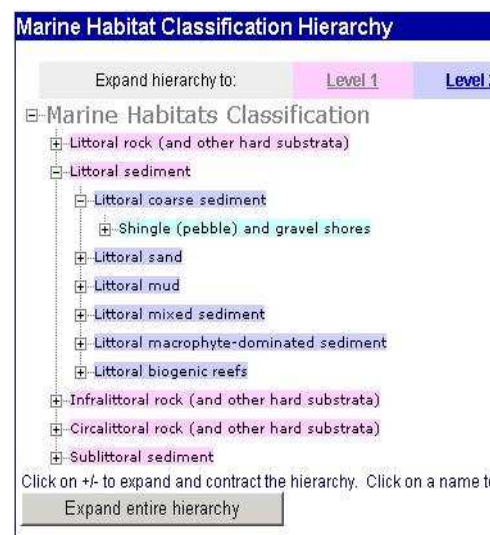 Marine Habitat Classification Hierarchy
Expand hierarchy to: Level 1 Level
Marine Habitats Classification
Littoral rock (and other hard substrata)
Littoral sediment
Littoral coarse sediment
Shingle (pebble) and gravel shores
Littoral sand
Littoral mud
Littoral mixed sediment
Littoral macrophyte-dominated sediment
Littoral biogenic reefs
Infralittoral rock (and other hard substrata)
Circalittoral rock (and other hard substrata)
Sublittoral sediment
Click on +/- to expand and contract the hierarchy. Click on a name
Expand entire hierarchy